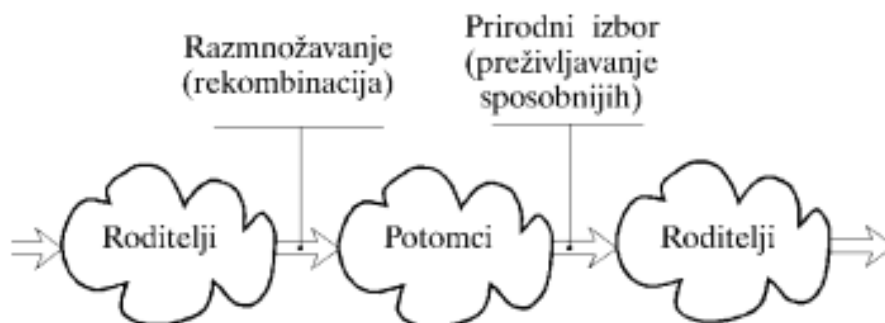 Razmnožavanje
(rekombinacija)
Prirodni izbor
(preživljavanje
sposobnijih)
Roditelji
Potomci
Roditelji